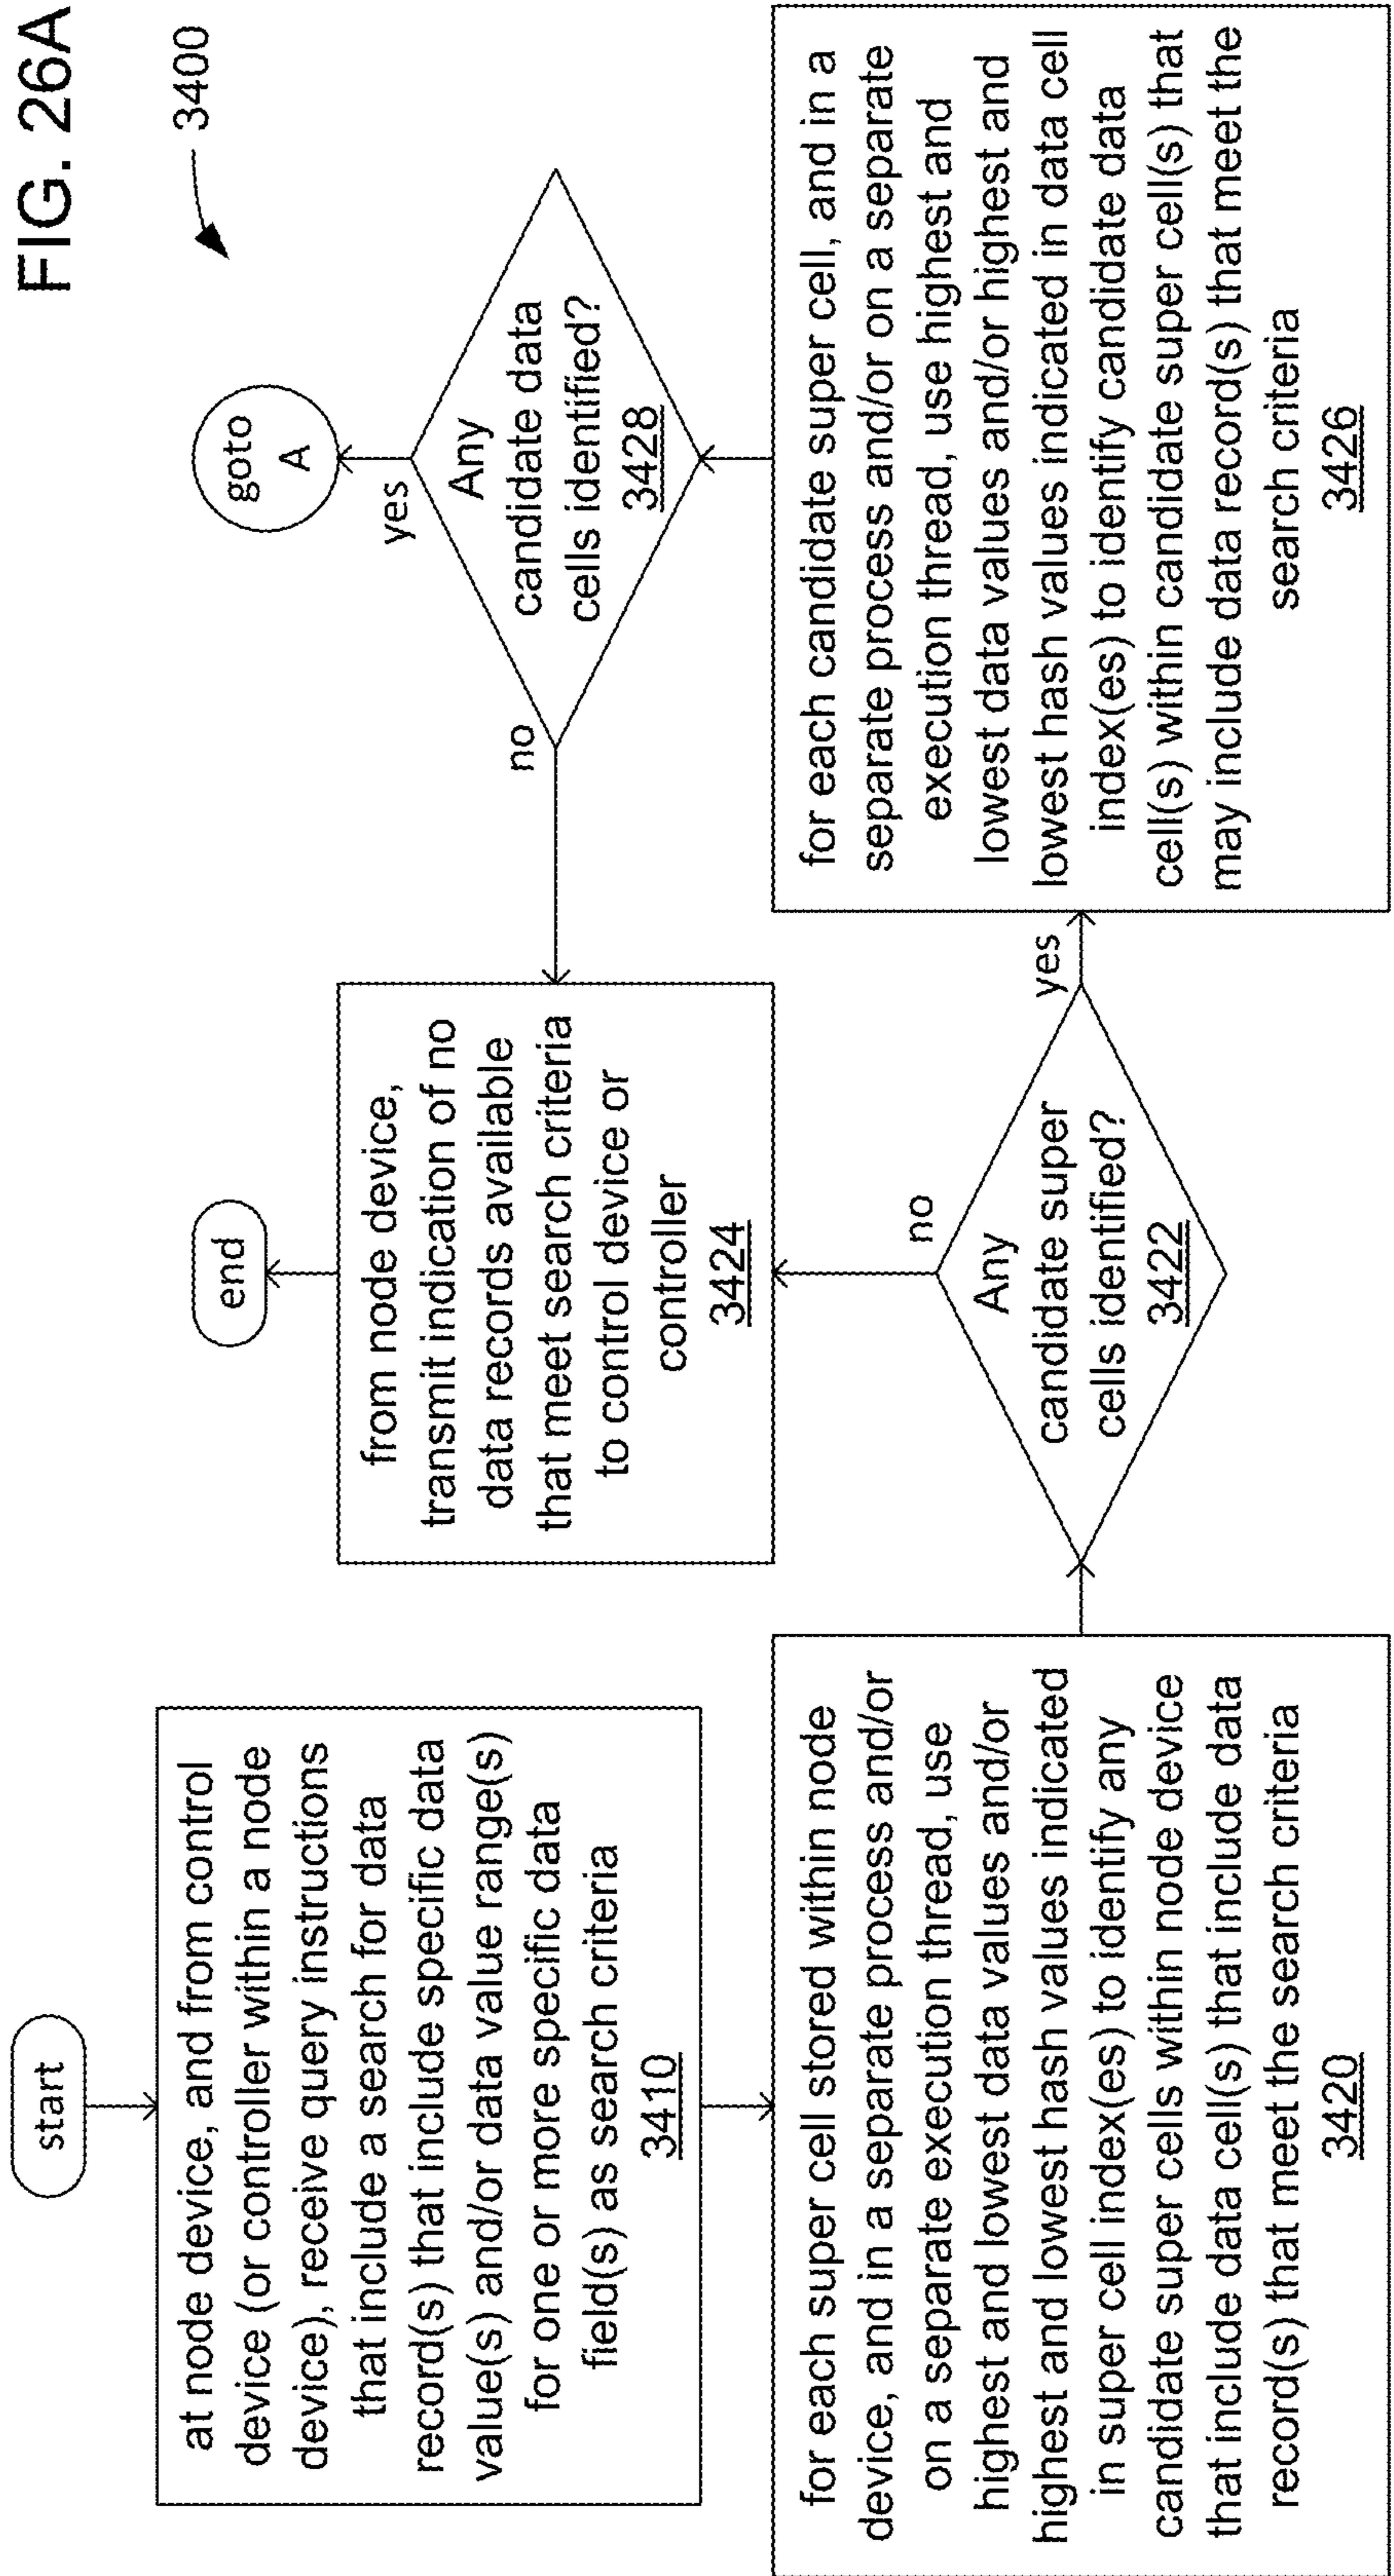 FIG. 26A
3400
start
at node device, and from control
device (or controller within a node
device), receive query instructions
that include a search for data
record(s) that include specific data
value(s) and/or data value range(s)
for one or more specific data
field(s) as search criteria
3410
for each super cell stored within node
device, and in a separate process and/or
on a separate execution thread, use
highest and lowest data values and/or
highest and lowest hash values indicated
in super cell index(es) to identify any
candidate super cells within node device
that include data cell(s) that include data
record(s) that meet the search criteria
3420
Any
candidate super
cells identified?
3422
no
yes
from node device,
transmit indication of no
data records available
that meet search criteria
to control device or
controller
3424
end
for each candidate super cell, and in a
separate process and/or on a separate
execution thread, use highest and
lowest data values and/or highest and
lowest hash values indicated in data cell
index(es) to identify candidate data
cell(s) within candidate super cell(s) that
may include data record(s) that meet the
search criteria
3426
Any
candidate data
cells identified?
3428
no
yes
goto
A